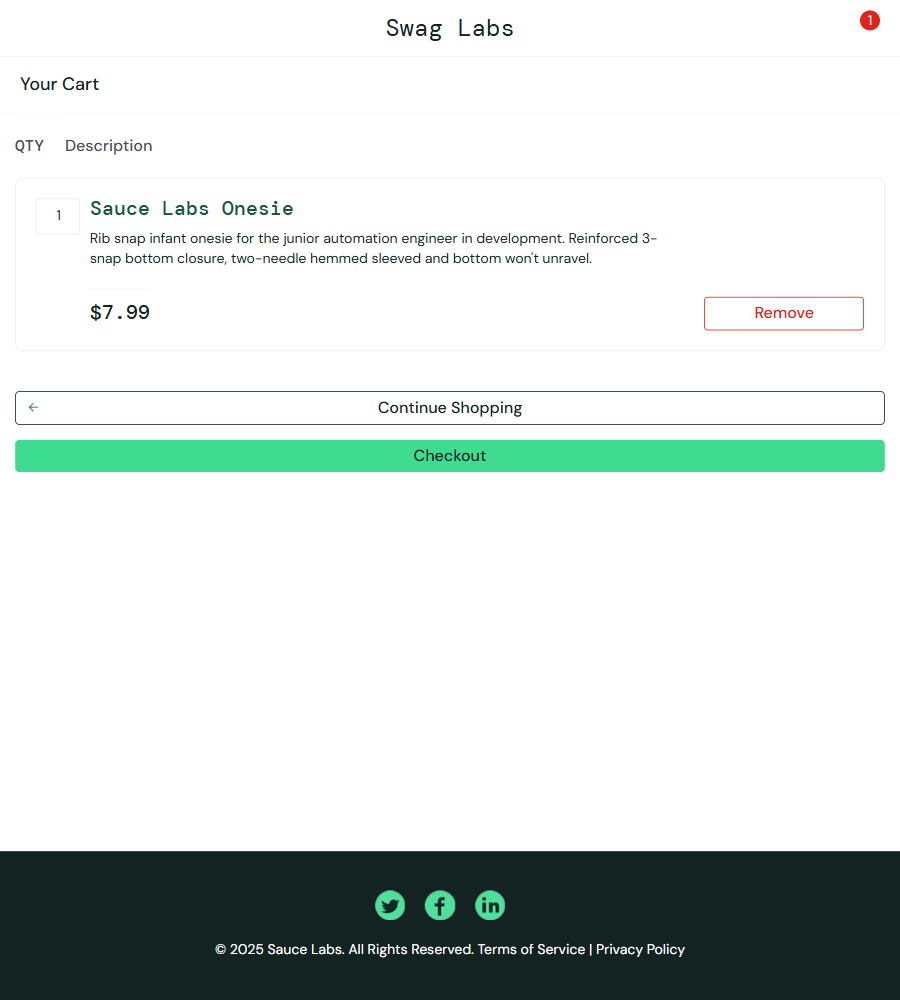 Swag Labs
1
Your Cart
QTY Description
1
Sauce Labs Onesie
Rib snap infant onesie for the junior automation engineer in development. Reinforced 3-
snap bottom closure, two-needle hemmed sleeved and bottom won't unravel.
$7.99
Remove
← Continue Shopping
Checkout
© 2025 Sauce Labs. All Rights Reserved. Terms of Service | Privacy Policy